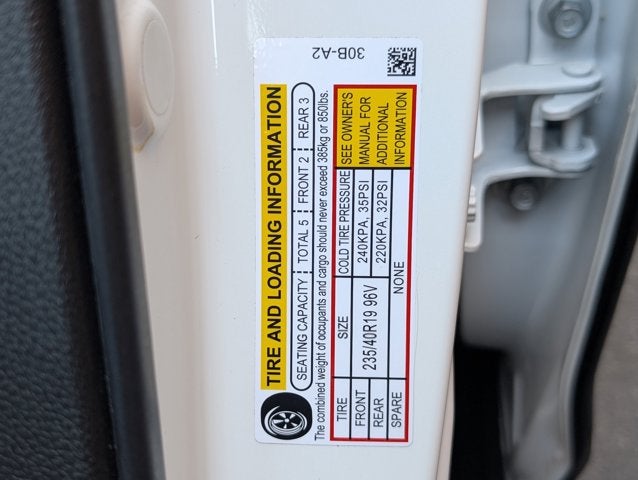 30B-A2
TIRE AND LOADING INFORMATION
SEATING CAPACITY TOTAL 5 FRONT 2 REAR 3
The combined weight of occupants and cargo should never exceed 385kg or 850lbs.
TIRE SIZE COLD TIRE PRESSURE
FRONT 235/40R19 96V 240KPA, 35PSI
REAR 220KPA, 32PSI
SPARE NONE
SEE OWNER'S
MANUAL FOR
ADDITIONAL
INFORMATION